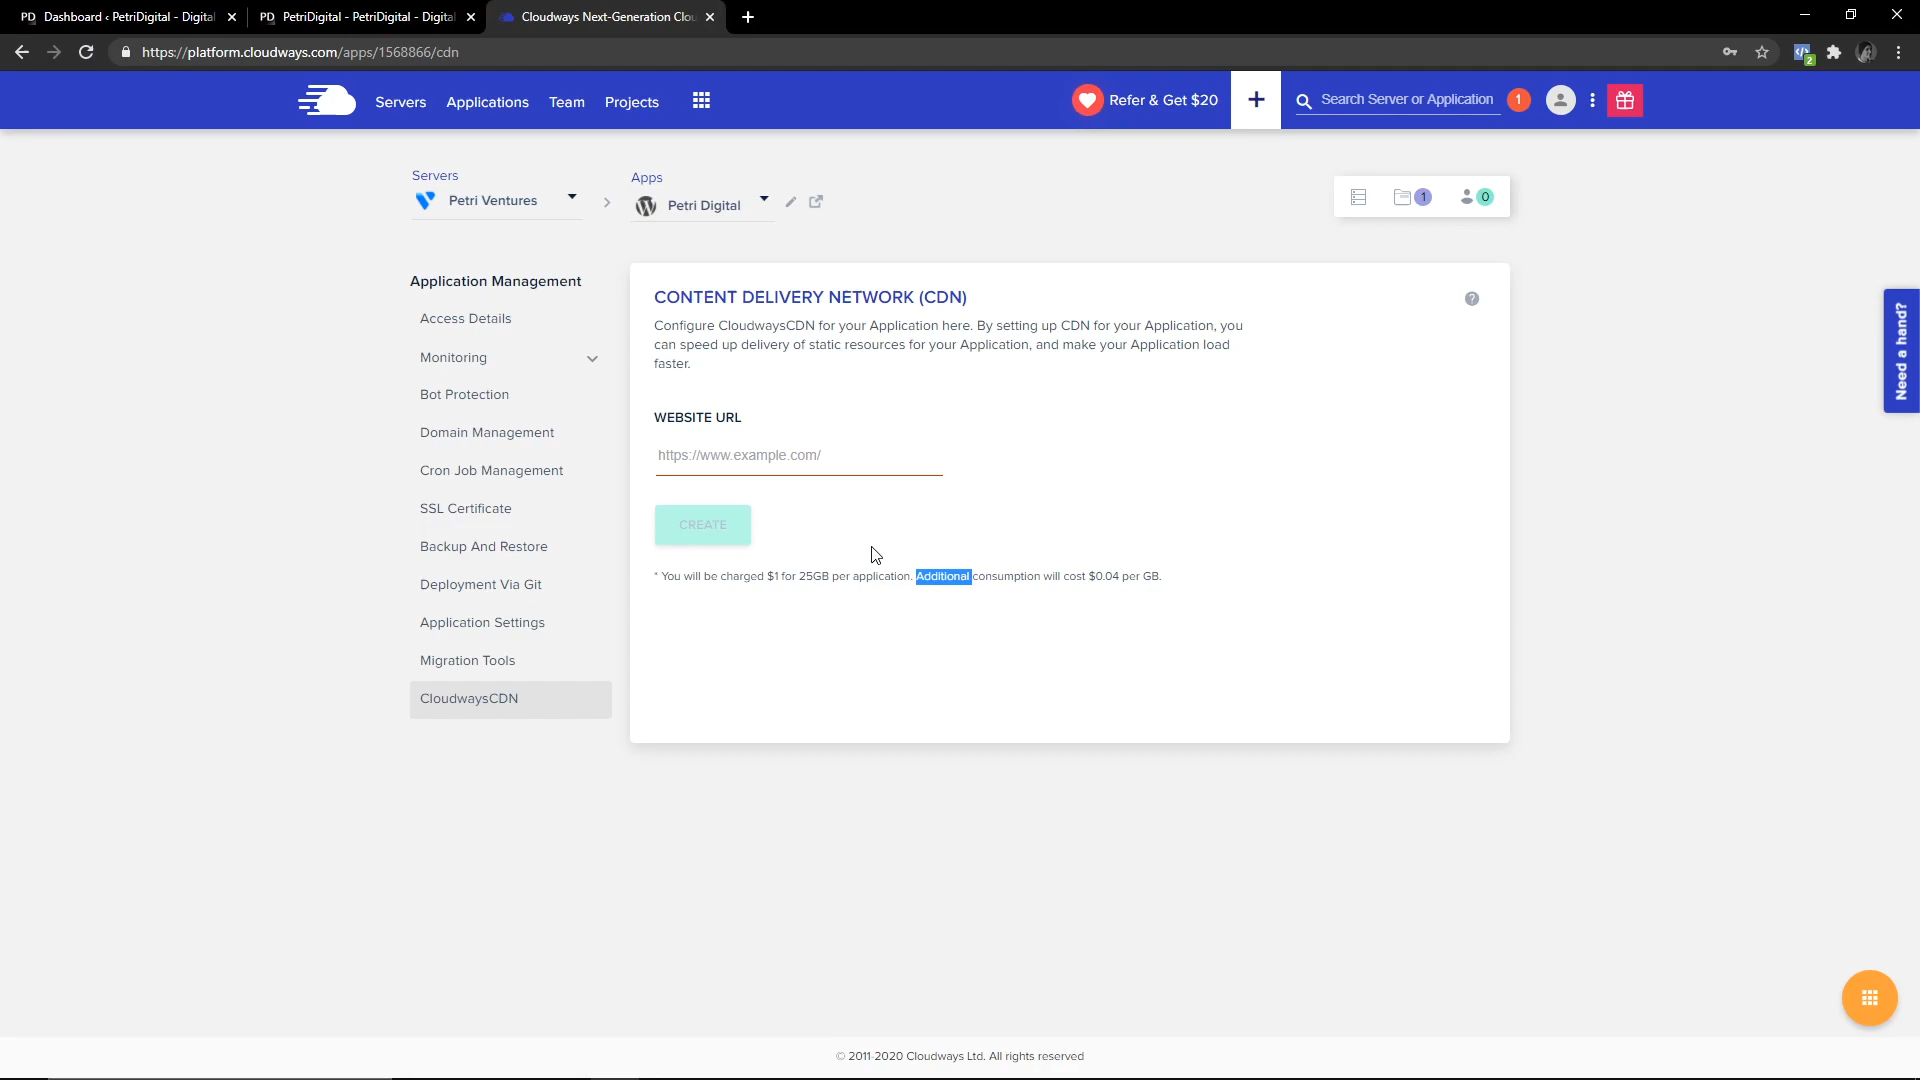 PD Dashboard ‹ PetriDigital - Digital
PD PetriDigital - PetriDigital - Digital
Cloudways Next-Generation Clou
https://platform.cloudways.com/apps/1568866/cdn
2
Servers
Applications
Team
Projects
Refer & Get $20
Search Server or Application
1
Servers
Petri Ventures
Apps
Petri Digital
1
0
Application Management
Access Details
Monitoring
Bot Protection
Domain Management
Cron Job Management
SSL Certificate
Backup And Restore
Deployment Via Git
Application Settings
Migration Tools
CloudwaysCDN
CONTENT DELIVERY NETWORK (CDN)
?
Configure CloudwaysCDN for your Application here. By setting up CDN for your Application, you
can speed up delivery of static resources for your Application, and make your Application load
faster.
WEBSITE URL
https://www.example.com/
CREATE
* You will be charged $1 for 25GB per application. Additional consumption will cost $0.04 per GB.
Need a hand?
© 2011-2020 Cloudways Ltd. All rights reserved